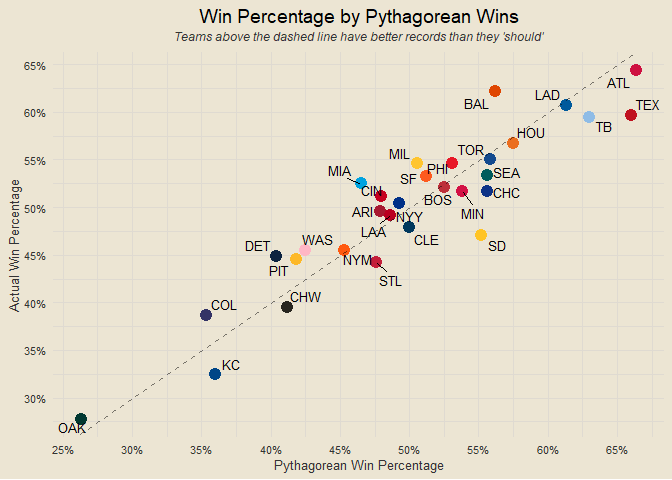 Win Percentage by Pythagorean Wins
Teams above the dashed line have better records than they 'should'
65%
60%
55%
50%
45%
40%
35%
30%
Actual Win Percentage
ATL
TEX
BAL
LAD
TB
HOU
TOR
MIL
PHI
SF
SEA
CHC
MIA
CIN
BOS
MIN
ARI
NYY
LAA
CLE
SD
WAS
DET
NYM
PIT
STL
CHW
COL
KC
OAK
25%
30%
35%
40%
45%
50%
55%
60%
65%
Pythagorean Win Percentage